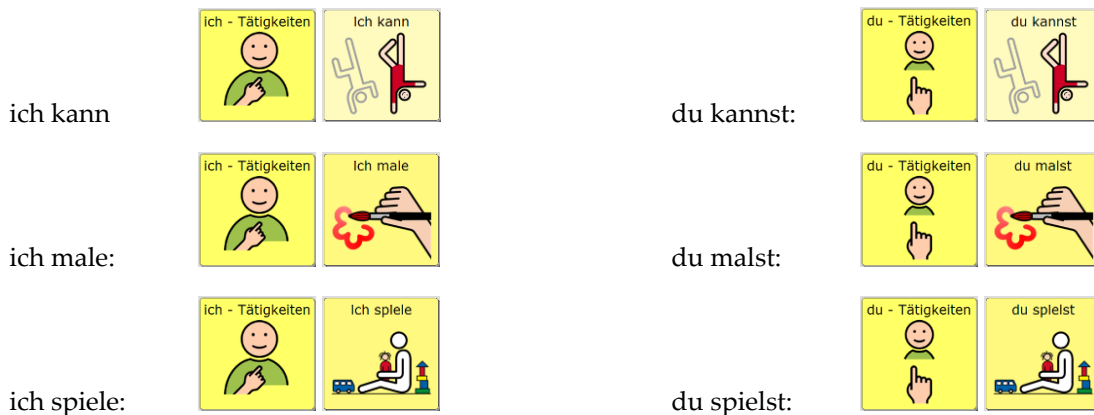 ich - Tätigkeiten Ich kann du - Tätigkeiten du kannst
ich kann du kannst:
ich - Tätigkeiten Ich male du - Tätigkeiten du malst
ich male: du malst:
ich - Tätigkeiten Ich spiele du - Tätigkeiten du spielst
ich spiele: du spielst: